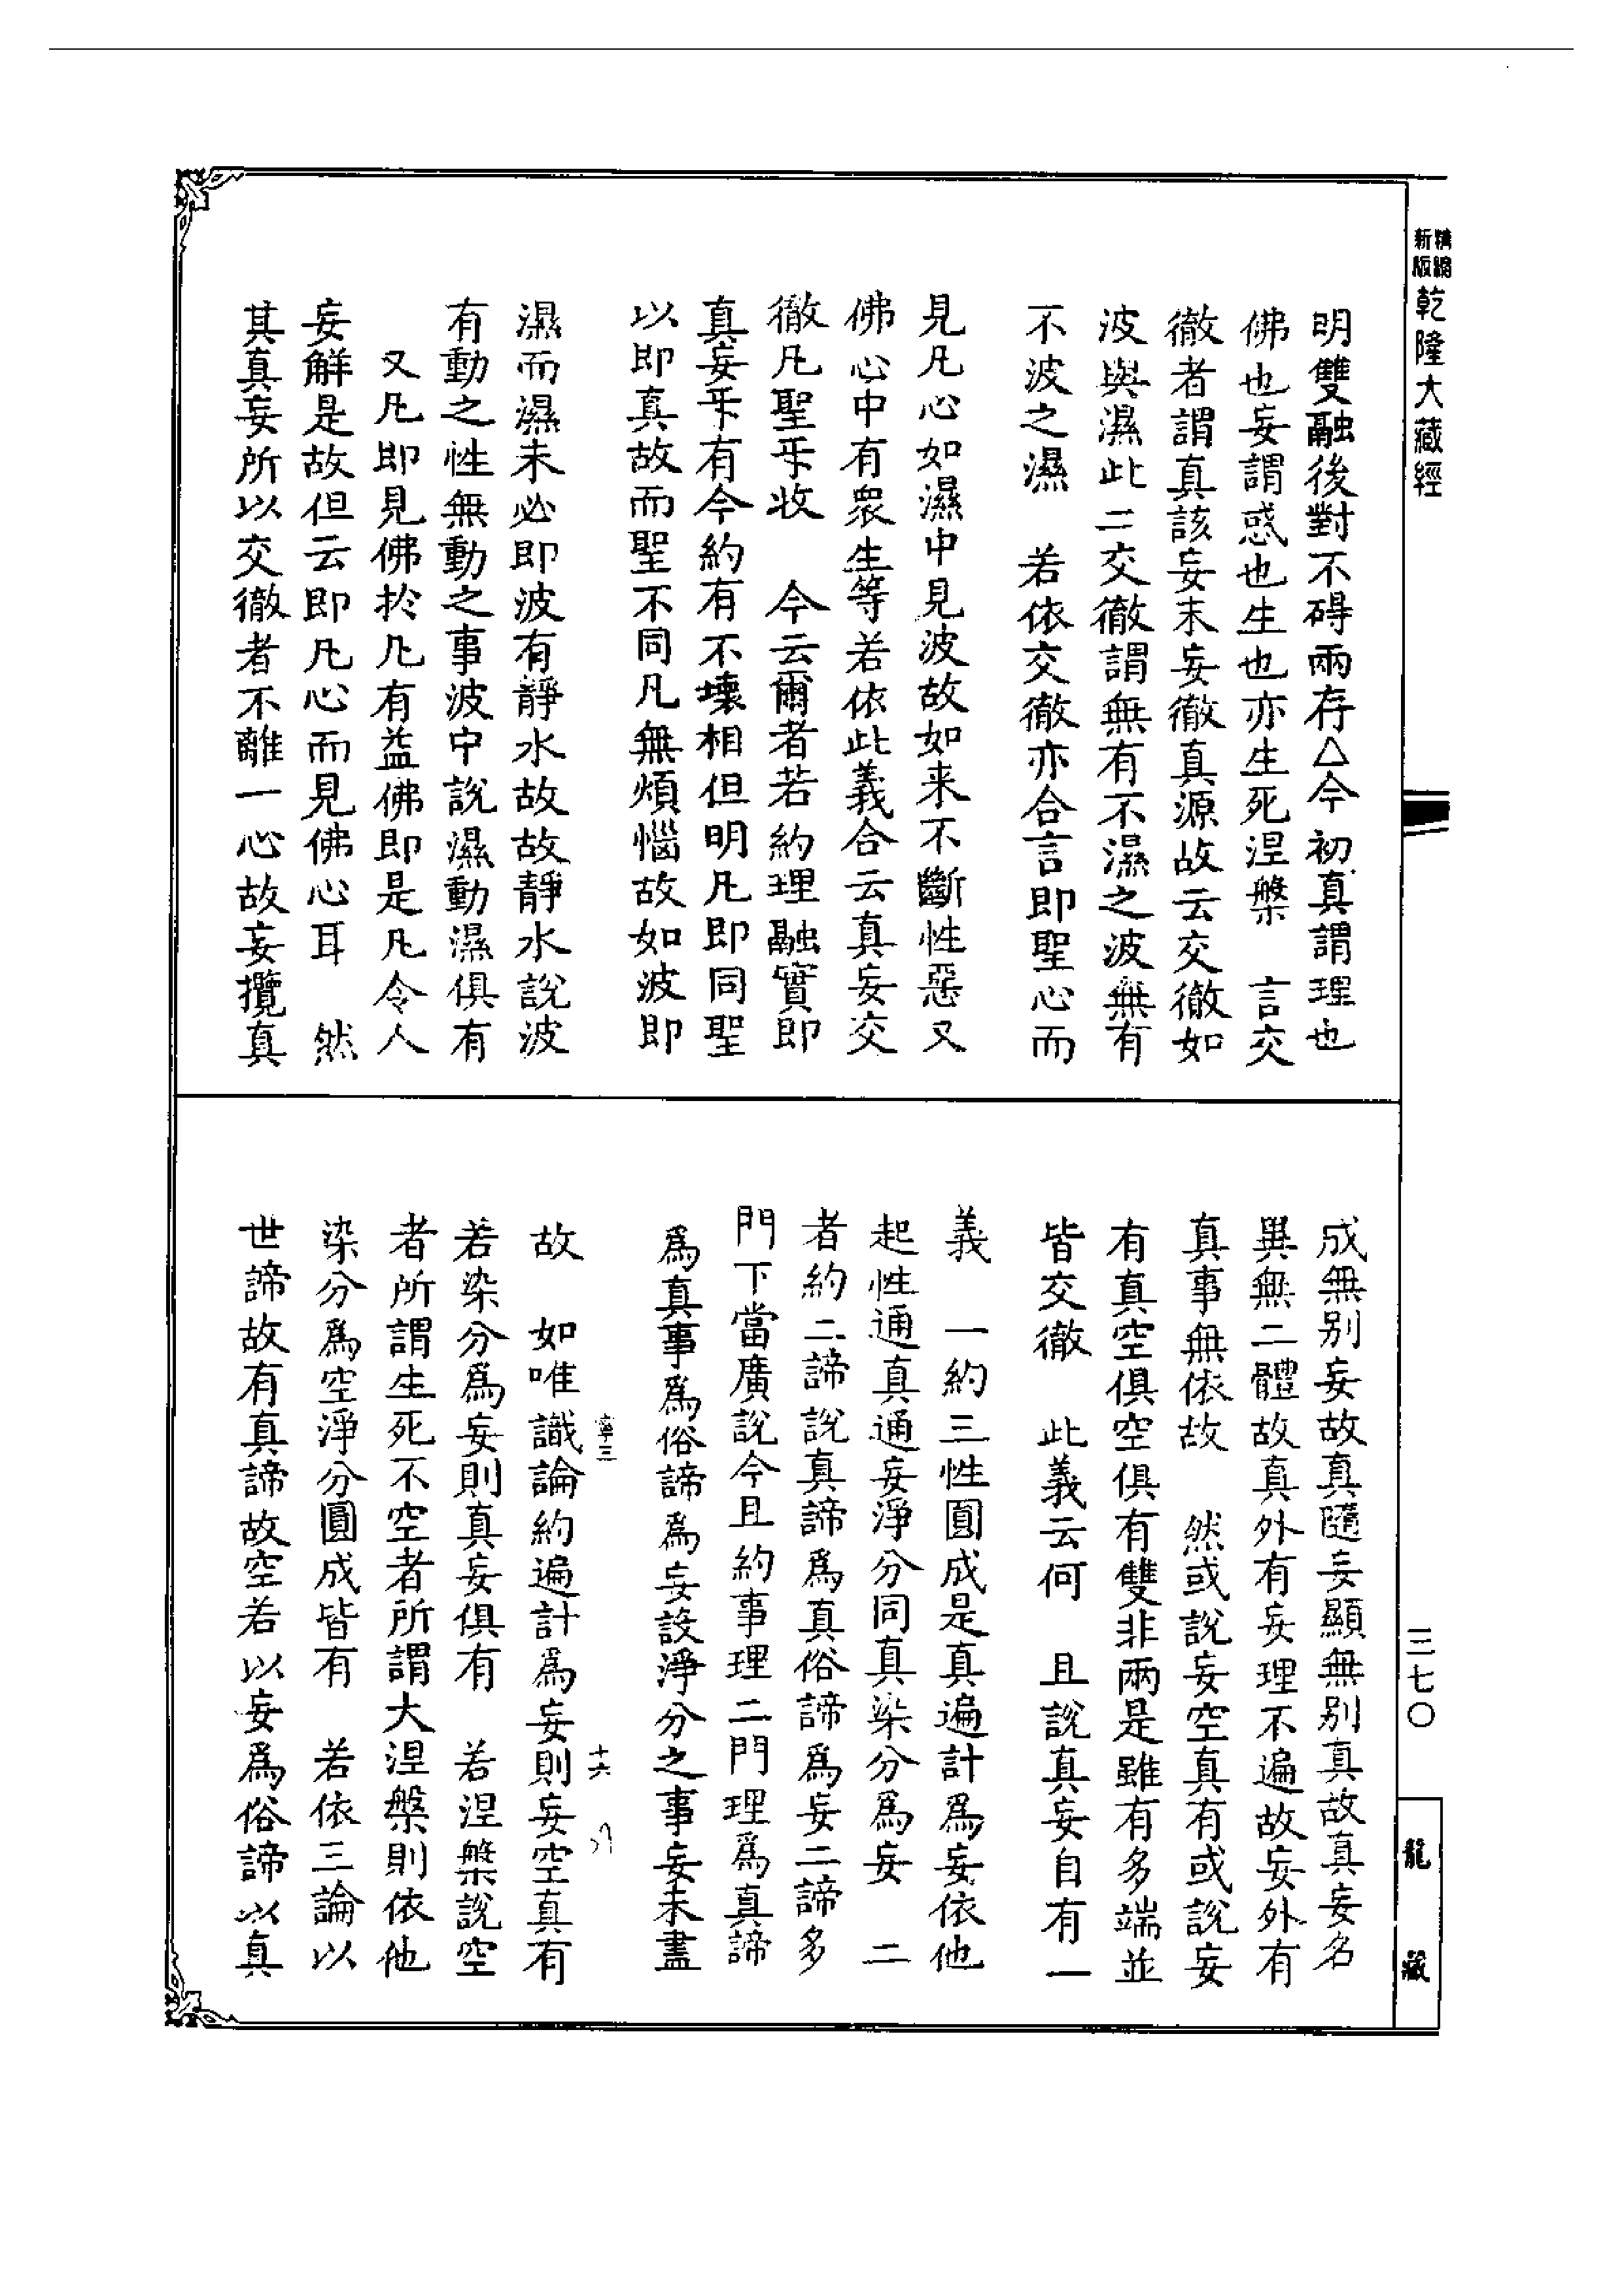 精縮
新版
乾隆大藏經
明雙融後對不碍兩存△今初真謂理也
佛也妄謂惑也生也亦生死涅槃　言交
徹者謂真該妄末妄徹真源故云交徹如
波與濕此二交徹謂無有不濕之波無有
不波之濕　若依交徹亦合言即聖心而
見凡心如濕中見波故如来不斷性惡又
佛心中有衆生等若依此義合云真妄交
徹凡聖乎收　今云爾者若約理融實即
真妄乎有今約有不壞相但明凡即同聖
以即真故而聖不同凡無煩惱故如波即
濕而濕未必即波有靜水故故靜水說波
有動之性無動之事波中說濕動濕俱有
又凡即見佛於凡有益佛即是凡令人
妄解是故但云即凡心而見佛心耳　然
其真妄所以交徹者不離一心故妄攬真
成無别妄故真隨妄顯無别真故真妄名
異無二體故真外有妄理不遍故妄外有
真事無依故　然或説妄空真有或説妄
有真空俱空俱有雙非兩是雖有多端並
皆交徹　此義云何　且說真妄自有一
義　一約三性圓成是真遍計爲妄依他
起性通真通妄淨分同真染分爲妄　二
者約二諦說真諦爲真俗諦爲妄二諦多
門下當廣說今且約事理二門理爲真諦
爲真事爲俗諦爲妄設淨分之事妄未盡
寧三
十六
故　如唯識論約遍計爲妄則妄空真有
若染分爲妄則真妄俱有　若涅槃説空
者所謂生死不空者所謂大涅槃則依他
染分爲空淨分圓成皆有　若依三論以
世諦故有真諦故空若以妄爲俗諦以真
三七〇
龍藏